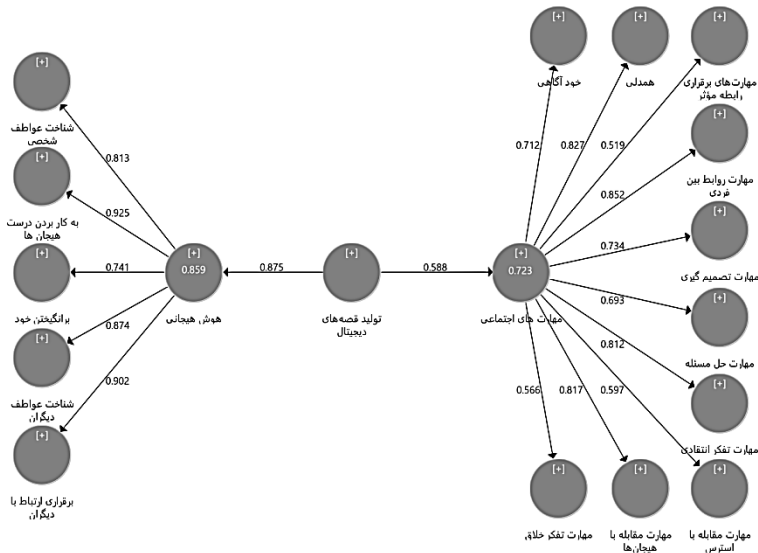 [+]
شناخت عواطف
شخصی
[+]
به کار بردن درست
هیجان ها
[+]
برانگیختن خود
[+]
شناخت عواطف
دیگران
[+]
برقراری ارتباط با
دیگران
0.813
0.925
0.741
0.874
0.902
[+]
0.859
هوش هیجانی
0.875
[+]
تولید قصه‌های
دیجیتال
0.588
[+]
0.723
مهارت های اجتماعی
0.712
0.827
0.519
0.852
0.734
0.693
0.812
0.597
0.817
0.566
[+]
خود آگاهی
[+]
همدلی
[+]
مهارت‌های برقراری
رابطه مؤثر
[+]
مهارت روابط بین
فردی
[+]
مهارت تصمیم گیری
[+]
مهارت حل مسئله
[+]
مهارت تفکر انتقادی
[+]
مهارت مقابله با
استرس
[+]
مهارت مقابله با
هیجان‌ها
[+]
مهارت تفکر خلاق